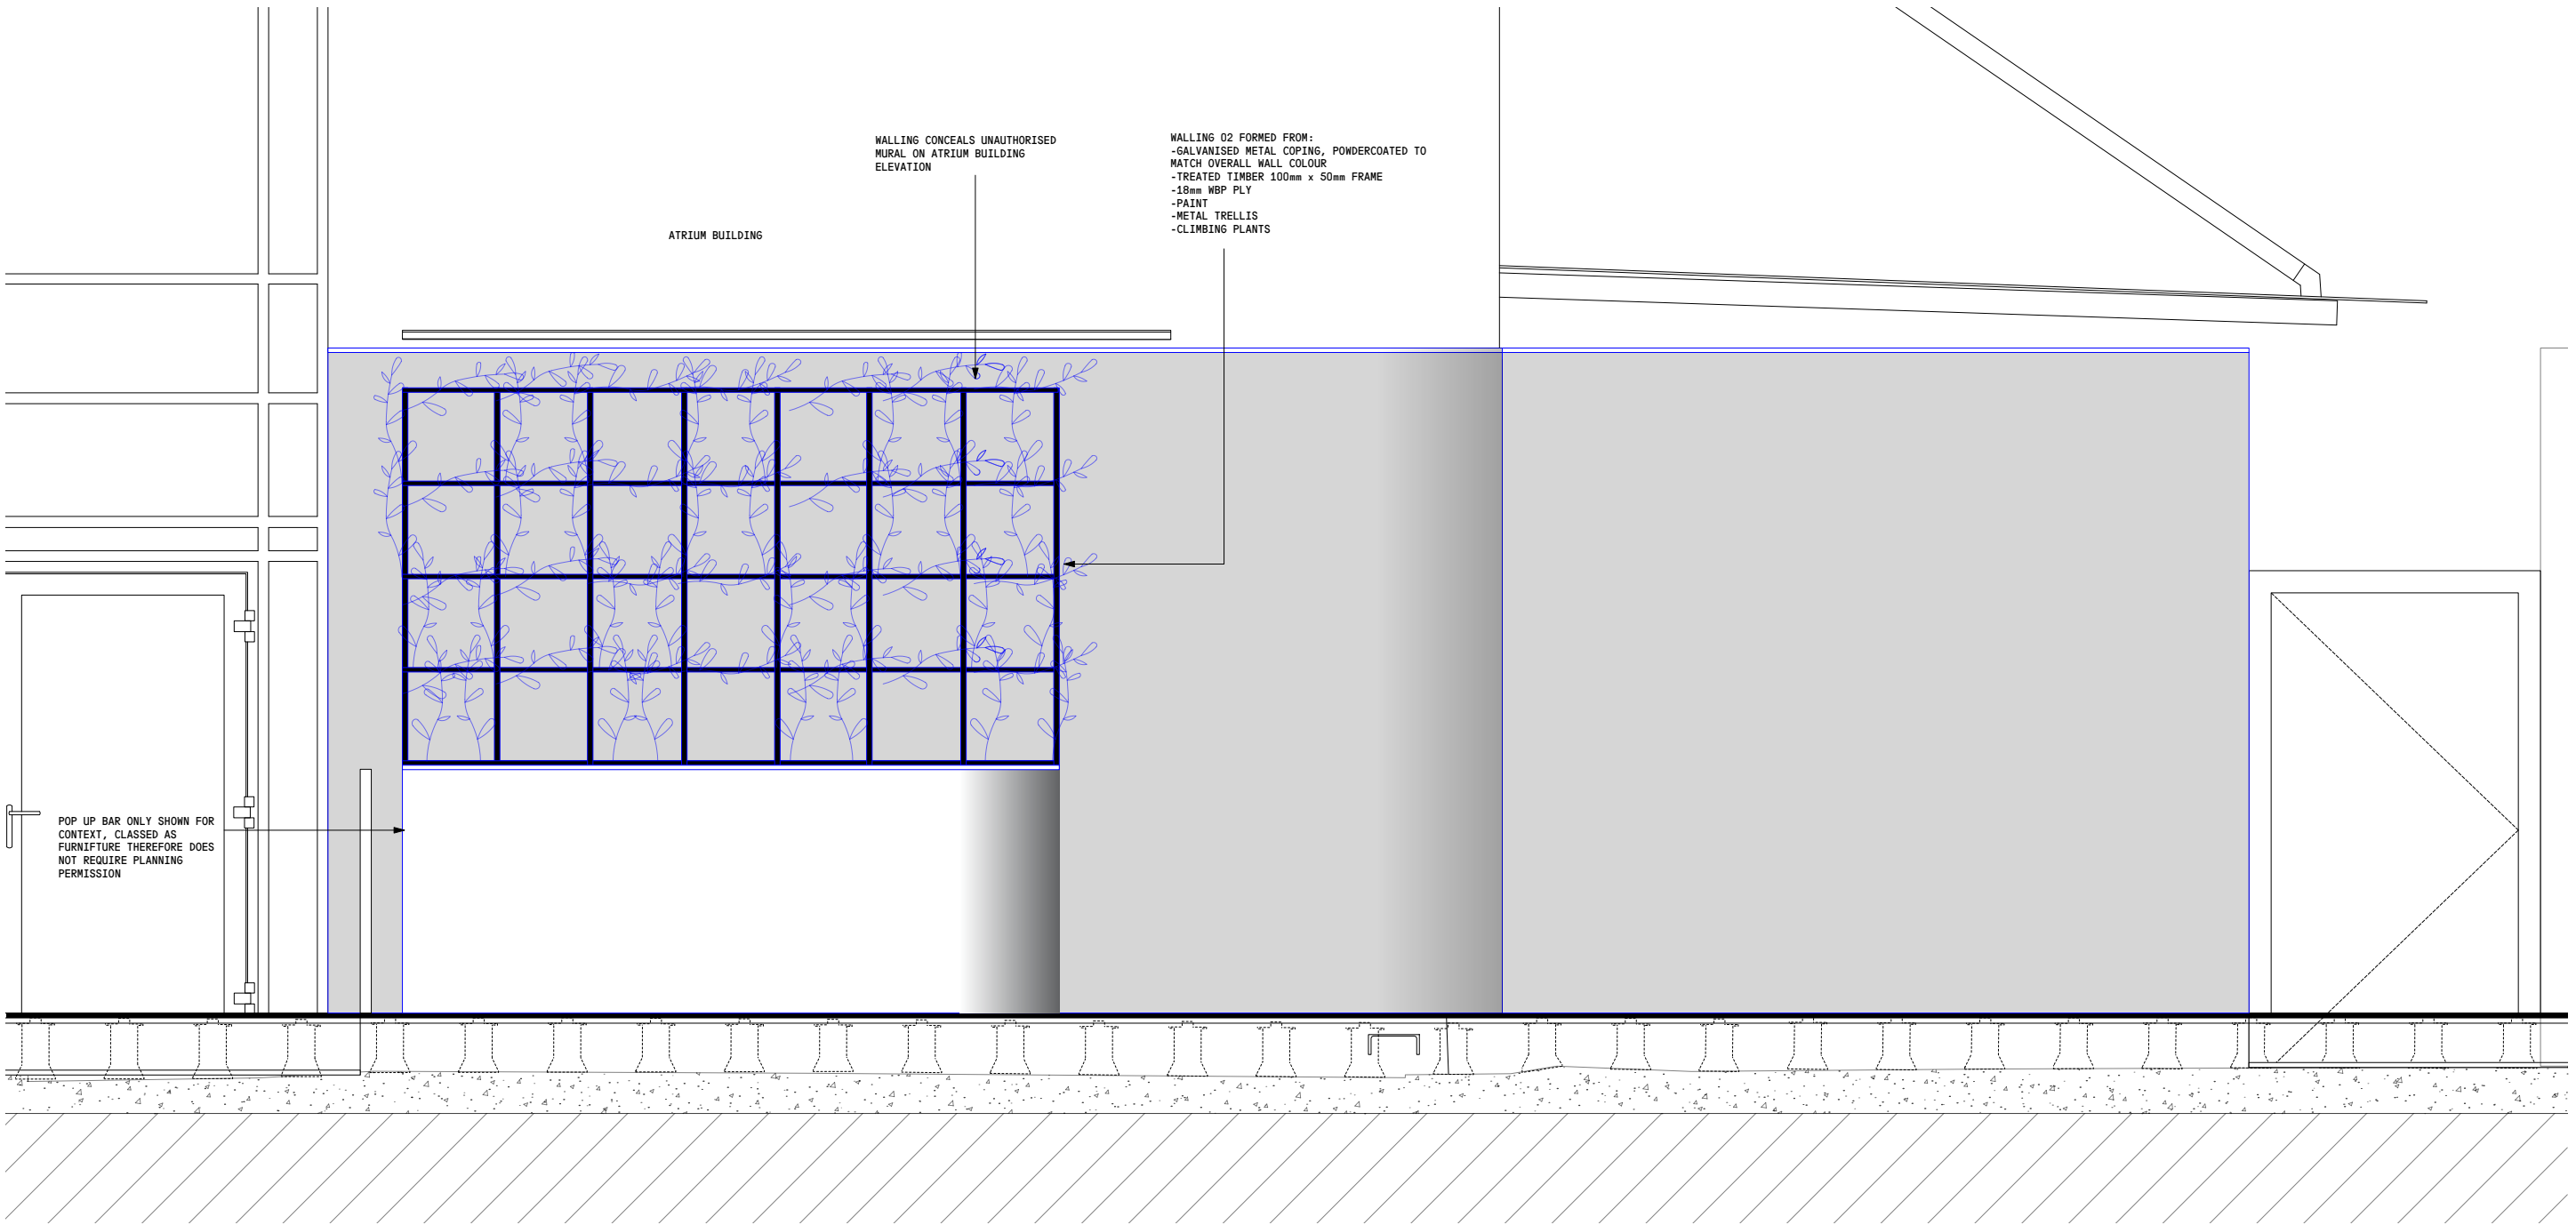 WALLING CONCEALS UNAUTHORISED
MURAL ON ATRIUM BUILDING
ELEVATION
WALLING 02 FORMED FROM:
-GALVANISED METAL COPING, POWDERCOATED TO
MATCH OVERALL WALL COLOUR
-TREATED TIMBER 100mm x 50mm FRAME
-18mm WBP PLY
-PAINT
-METAL TRELLIS
-CLIMBING PLANTS
ATRIUM BUILDING
POP UP BAR ONLY SHOWN FOR
CONTEXT, CLASSED AS
FURNIFTURE THEREFORE DOES
NOT REQUIRE PLANNING
PERMISSION